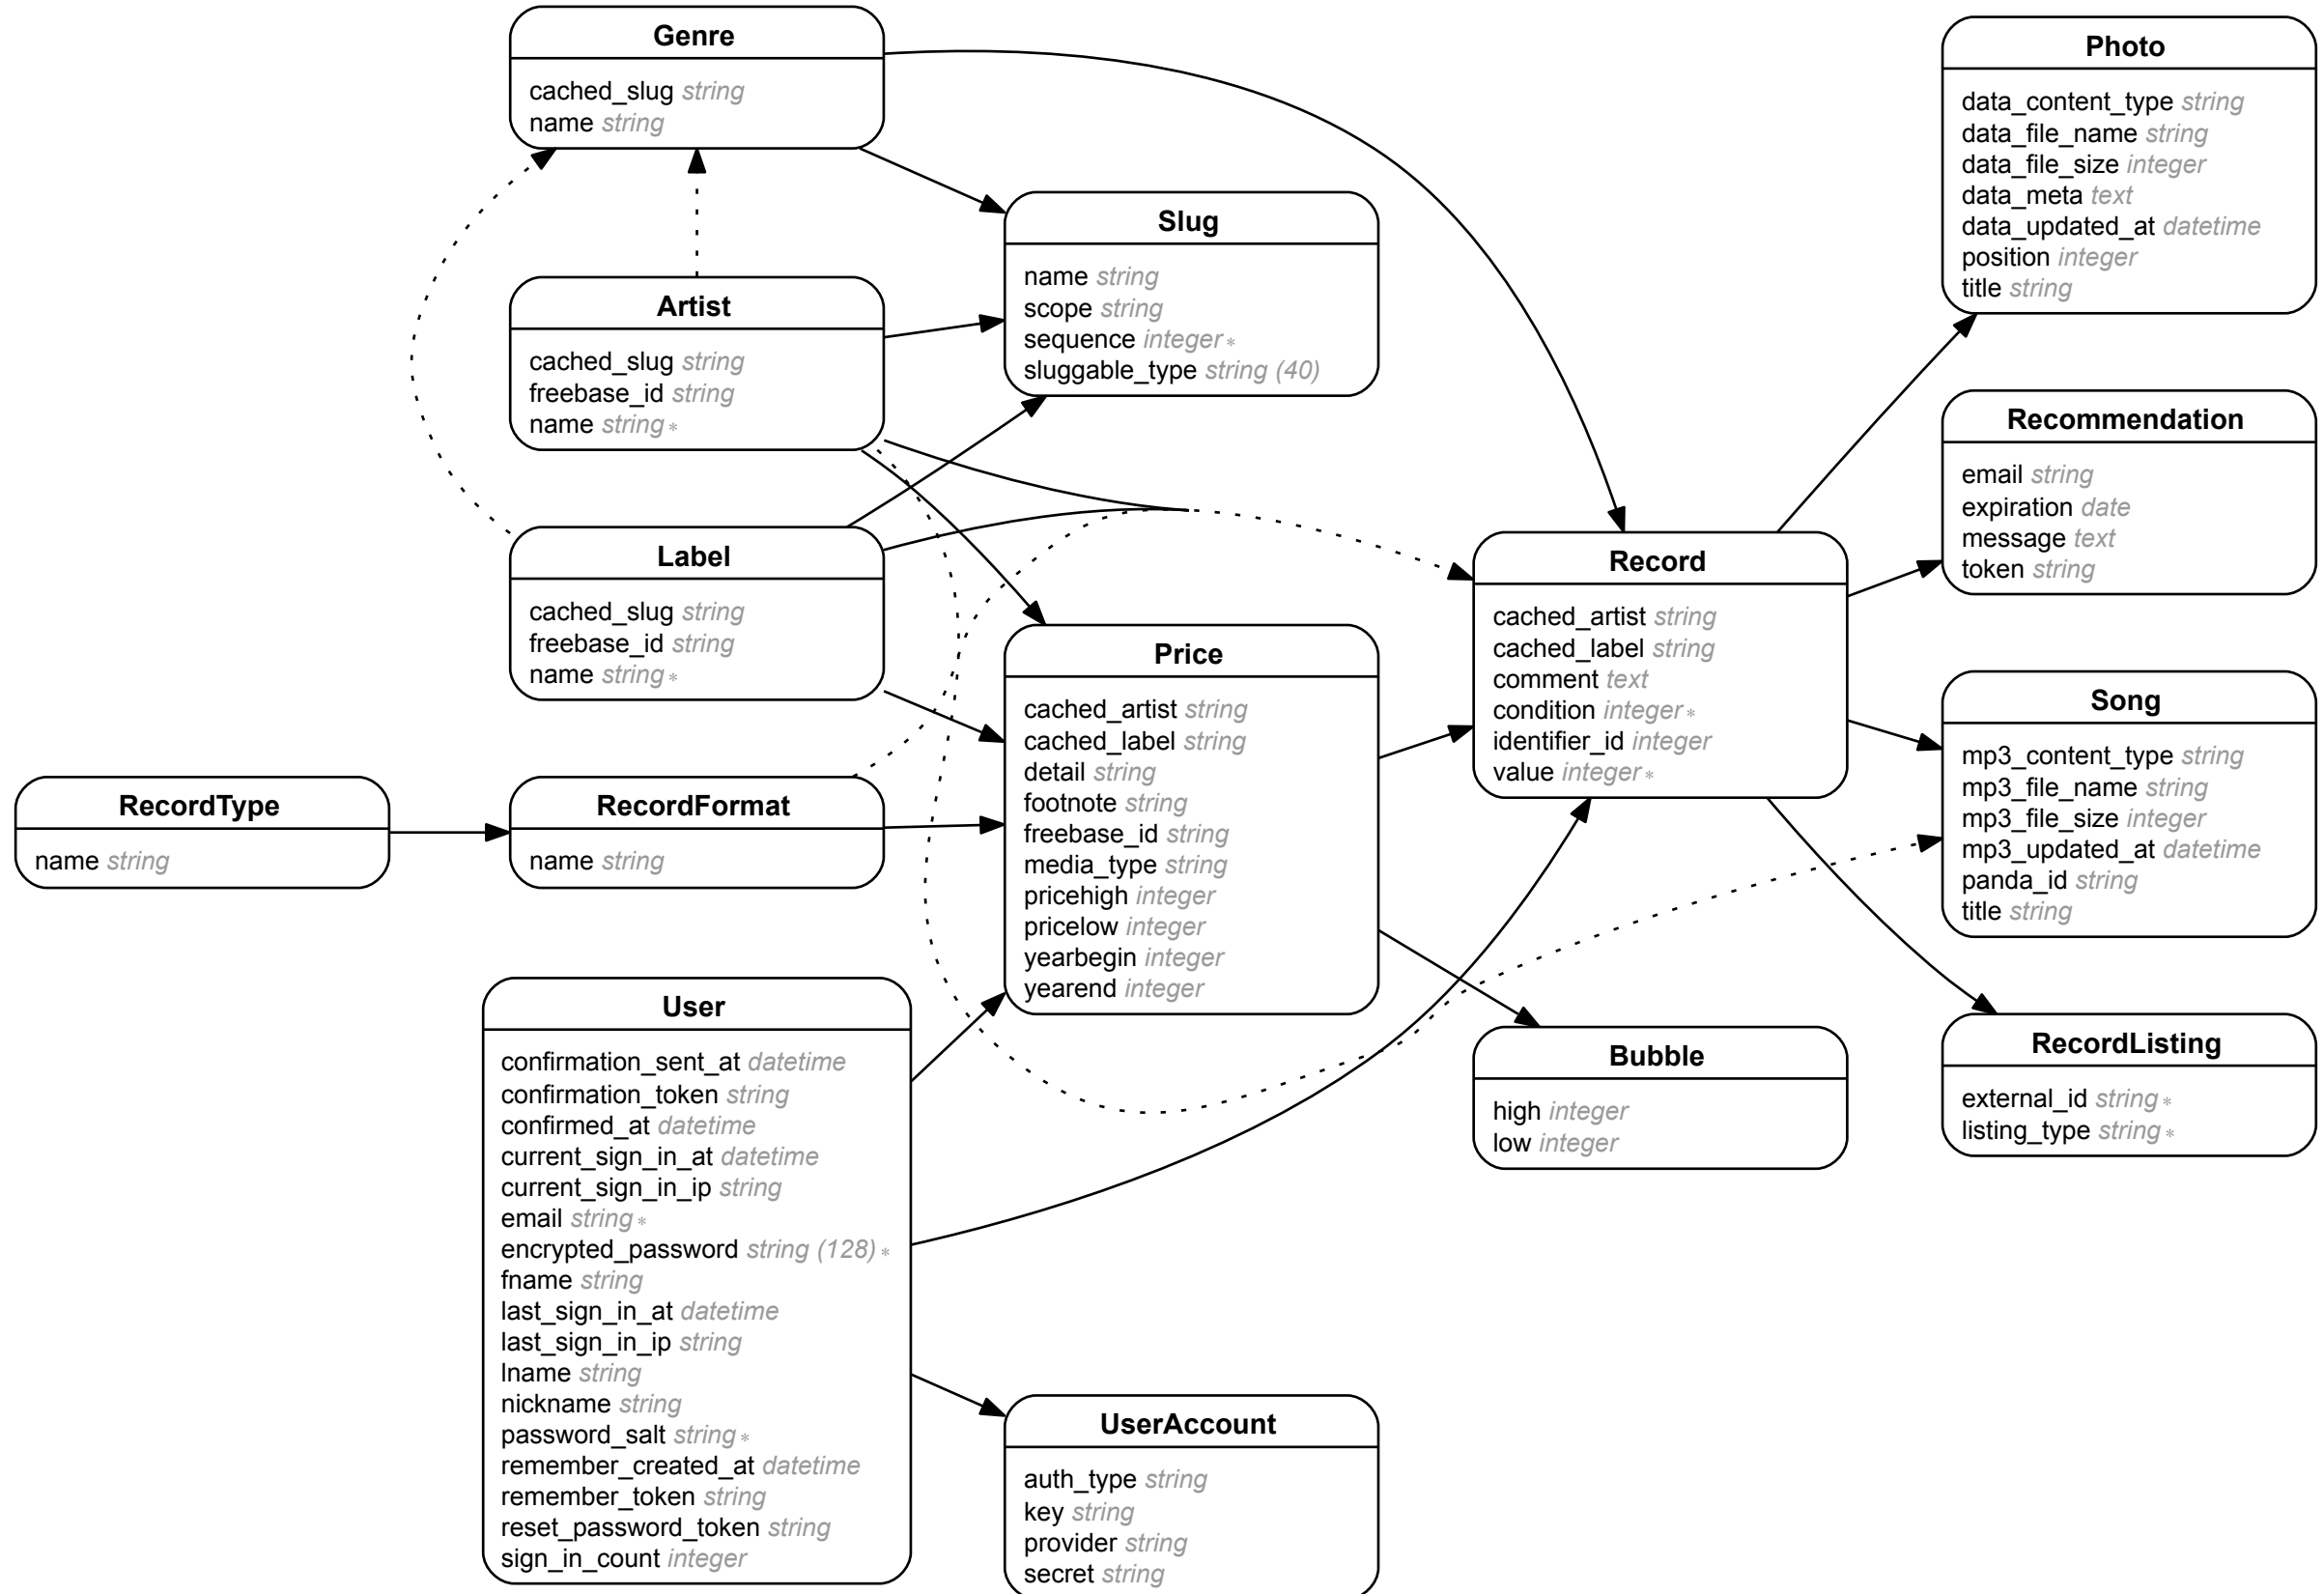 Genre
cached_slug string
name string
Artist
cached_slug string
freebase_id string
name string *
Label
cached_slug string
freebase_id string
name string *
RecordType
name string
RecordFormat
name string
User
confirmation_sent_at datetime
confirmation_token string
confirmed_at datetime
current_sign_in_at datetime
current_sign_in_ip string
email string *
encrypted_password string (128) *
fname string
last_sign_in_at datetime
last_sign_in_ip string
lname string
nickname string
password_salt string *
remember_created_at datetime
remember_token string
reset_password_token string
sign_in_count integer
Slug
name string
scope string
sequence integer *
sluggable_type string (40)
Price
cached_artist string
cached_label string
detail string
footnote string
freebase_id string
media_type string
pricehigh integer
pricelow integer
yearbegin integer
yearend integer
UserAccount
auth_type string
key string
provider string
secret string
Record
cached_artist string
cached_label string
comment text
condition integer *
identifier_id integer
value integer *
Bubble
high integer
low integer
Photo
data_content_type string
data_file_name string
data_file_size integer
data_meta text
data_updated_at datetime
position integer
title string
Recommendation
email string
expiration date
message text
token string
Song
mp3_content_type string
mp3_file_name string
mp3_file_size integer
mp3_updated_at datetime
panda_id string
title string
RecordListing
external_id string *
listing_type string *